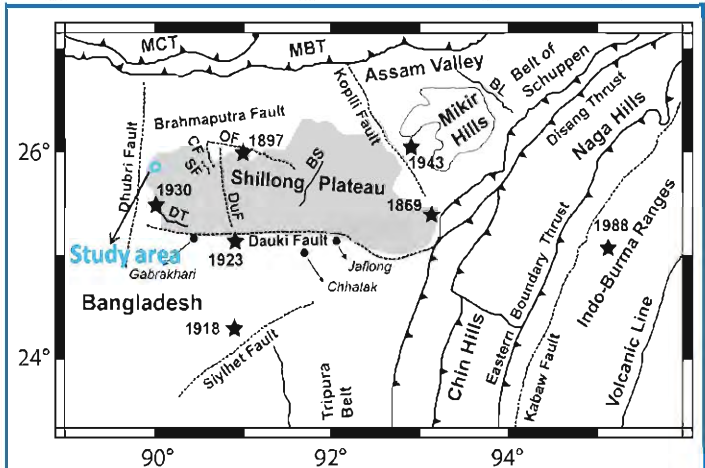 MCT
MBT
Assam Valley
Belt of
Schuppen
BL
Kopili Fault
Mikir
Hills
Disang Thrust
Naga Hills
Brahmaputra Fault
Dhubri Fault
26°
OF
1897
CF
SF
BS
1943
Shillong Plateau
1930
DT
DuF
1869
1988
Study area
Dauki Fault
1923
Gabrakhari
Jaflong
Chhatak
Bangladesh
Eastern Boundary Thrust
Indo-Burma Ranges
1918
Siylhet Fault
24°
Tripura
Belt
Chin Hills
Kabaw Fault
Volcanic Line
90°
92°
94°